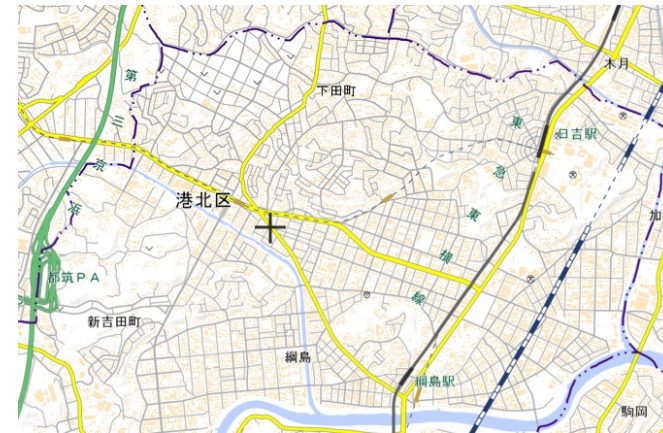 木月
第三京浜
下田町
日吉駅
東急東横線
港北区
加
都筑PA
新吉田町
綱島
綱島駅
駒岡